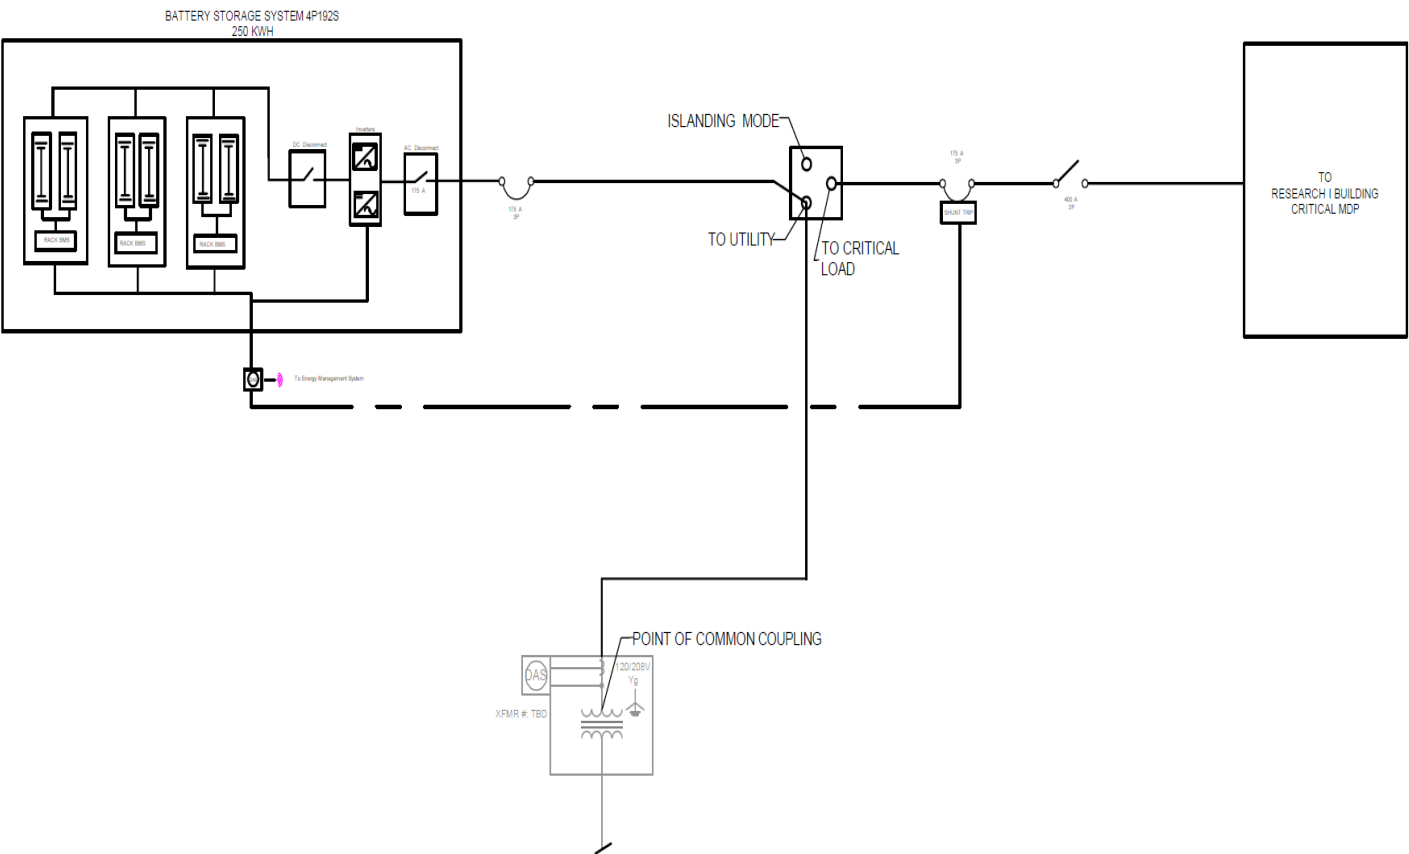 BATTERY STORAGE SYSTEM 4P192S
250 KWH
Inverters
DC Disconnect
AC Disconnect
175 A
RACK BMS
RACK BMS
RACK BMS
175 A
3P
ISLANDING MODE
TO UTILITY
TO CRITICAL
LOAD
175 A
3P
SHUNT TRIP
400 A
3P
TO
RESEARCH I BUILDING
CRITICAL MDP
To Energy Management System
POINT OF COMMON COUPLING
DAS
120/208V
Yg
XFMR #: TBD